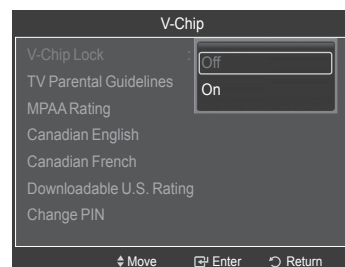 V-Chip
V-Chip Lock : Off
On
TV Parental Guidelines
MPAA Rating
Canadian English
Canadian French
Downloadable U.S. Rating
Change PIN
Move Enter Return